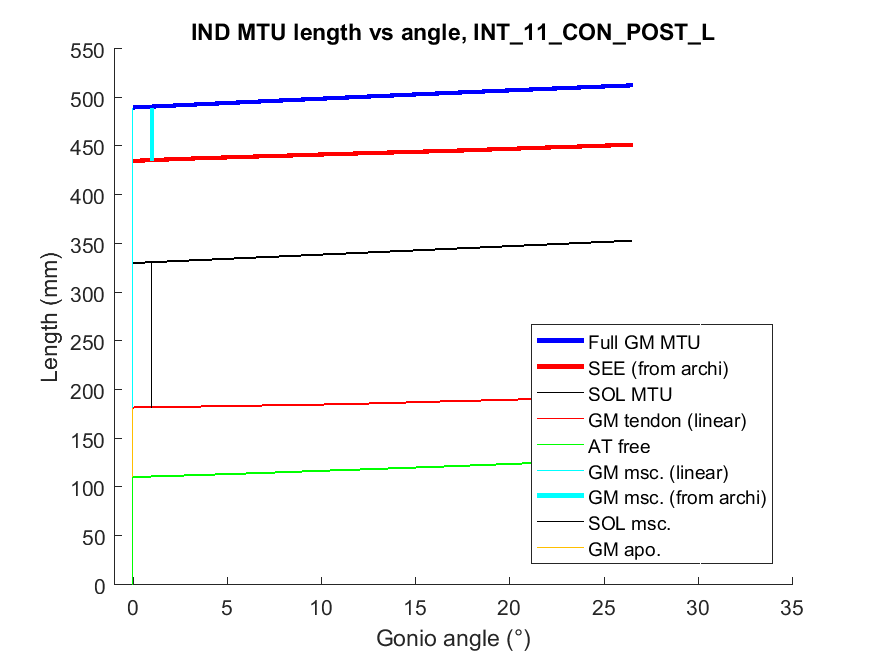 IND MTU length vs angle, INT_11_CON_POST_L
550
500
450
400
350
300
250
200
150
100
50
0
Length (mm)
Full GM MTU
SEE (from archi)
SOL MTU
GM tendon (linear)
AT free
GM msc. (linear)
GM msc. (from archi)
SOL msc.
GM apo.
0 5 10 15 20 25 30 35
Gonio angle (°)